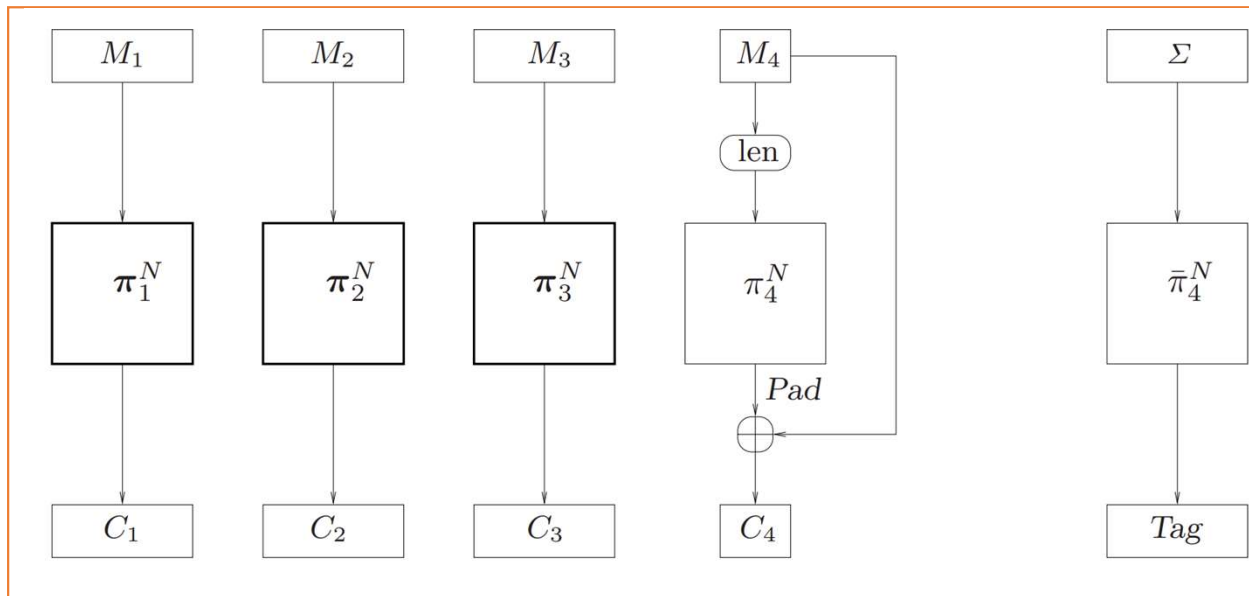 M₁ M₂ M₃ M₄ Σ
len
π₁ᴺ π₂ᴺ π₃ᴺ π₄ᴺ π̄₄ᴺ
Pad
C₁ C₂ C₃ C₄ Tag